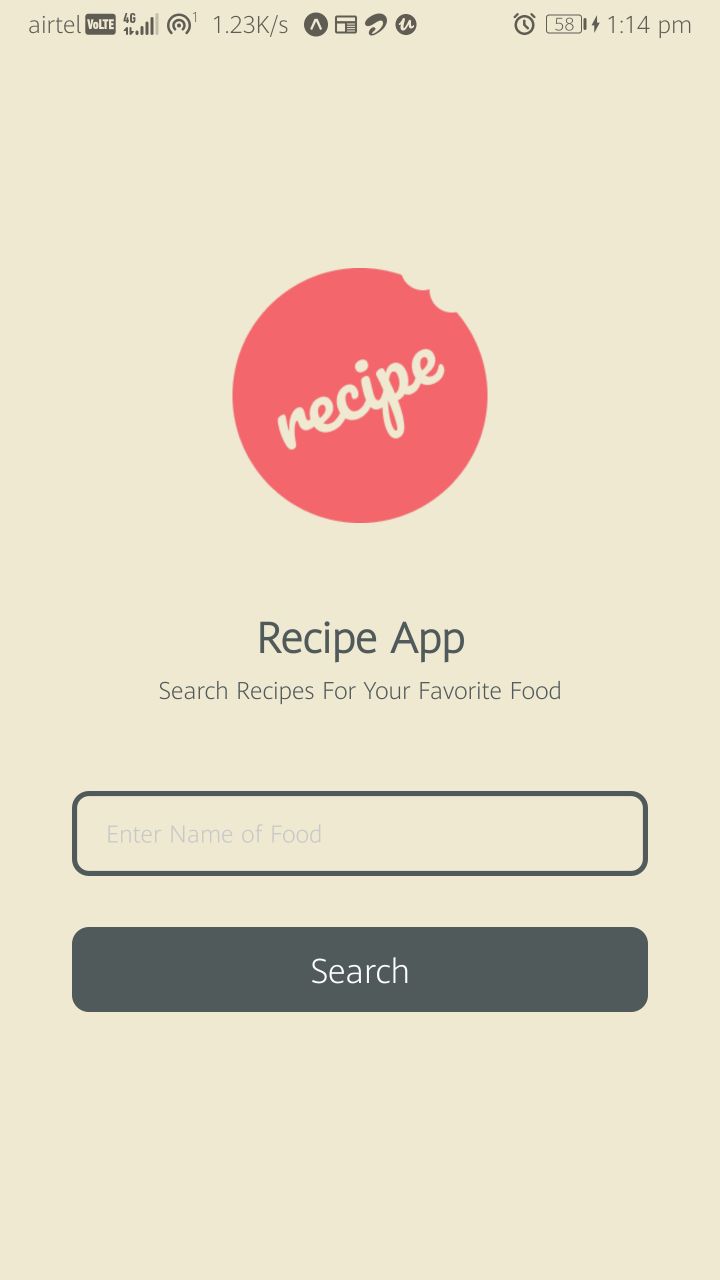 airtel VoLTE 4G 1 1.23K/s 58 1:14 pm
recipe
Recipe App
Search Recipes For Your Favorite Food
Enter Name of Food
Search